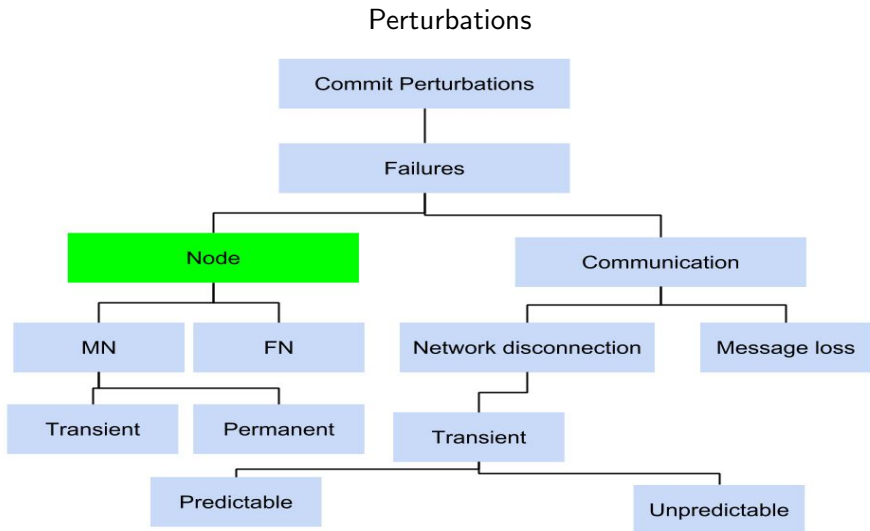 Perturbations
Commit Perturbations
Failures
Node
Communication
MN
FN
Network disconnection
Message loss
Transient
Permanent
Transient
Predictable
Unpredictable